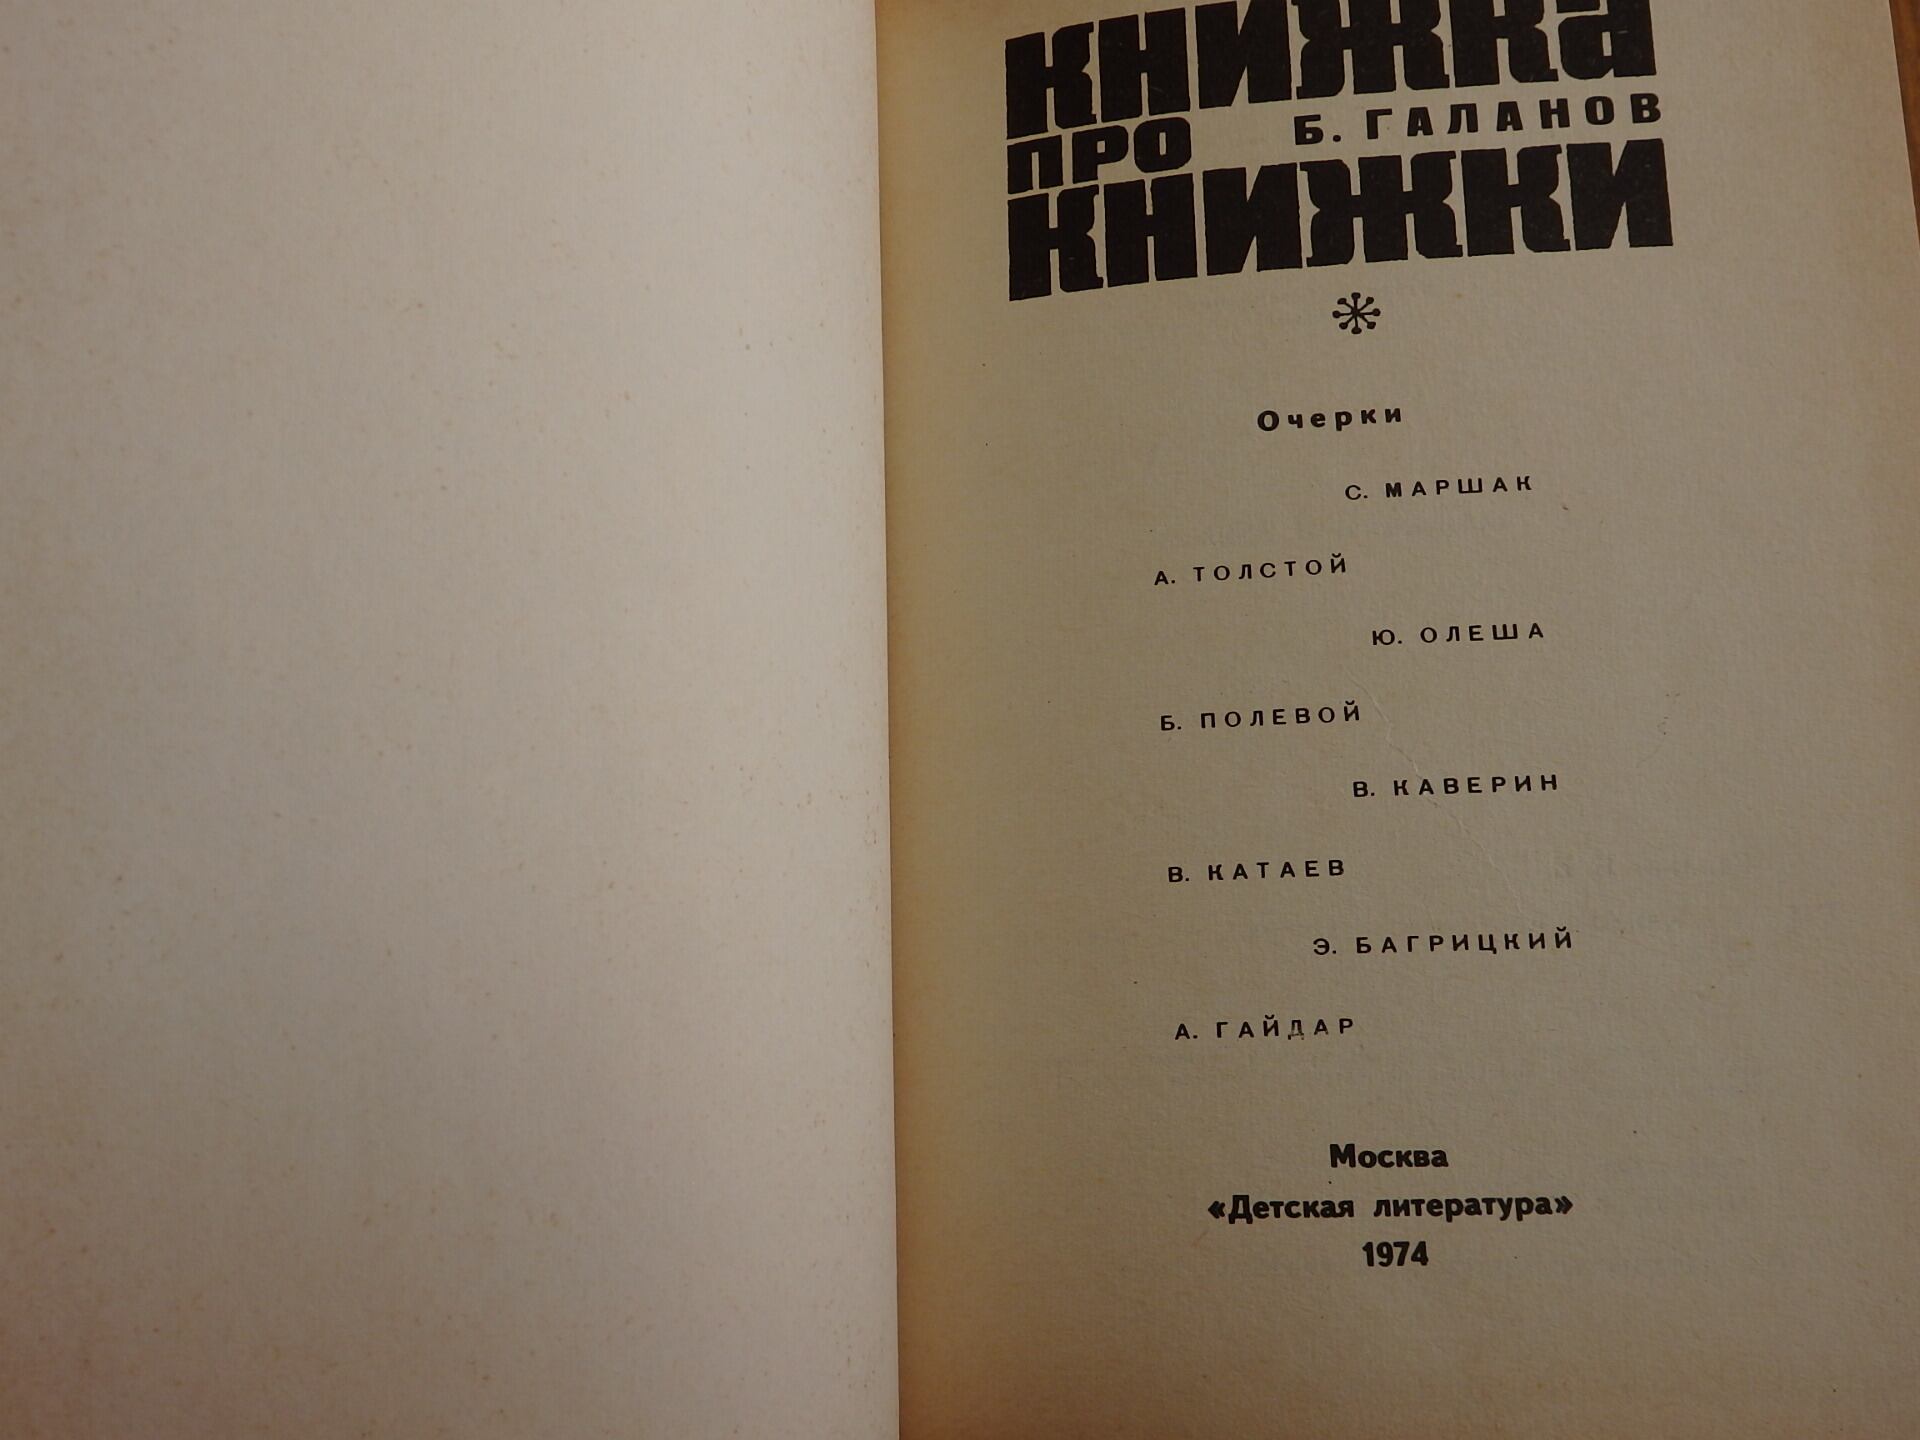 КНИЖКа
ПРО Б. ГАЛАНОВ
КНИЖКИ
Очерки
С. МАРШАК
А. ТОЛСТОЙ
Ю. ОЛЕША
Б. ПОЛЕВОЙ
В. КАВЕРИН
В. КАТАЕВ
Э. БАГРИЦКИЙ
А. ГАЙДАР
Москва
«Детская литература»
1974